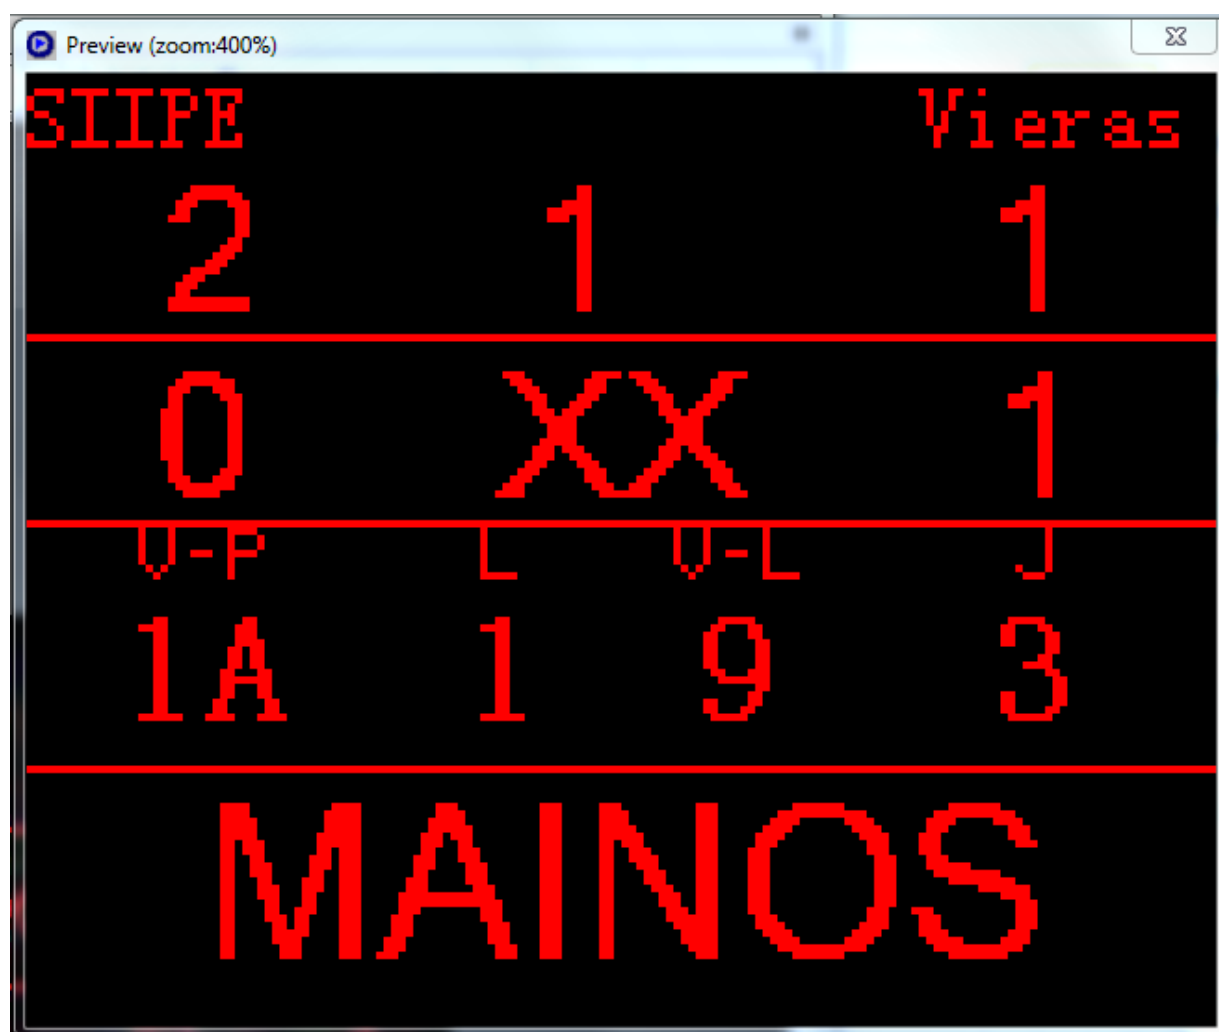 Preview (zoom:400%)
SIIPE Vieras
2 1 1
0 XX 1
V-P L V-L J
1A 1 9 3
MAINOS